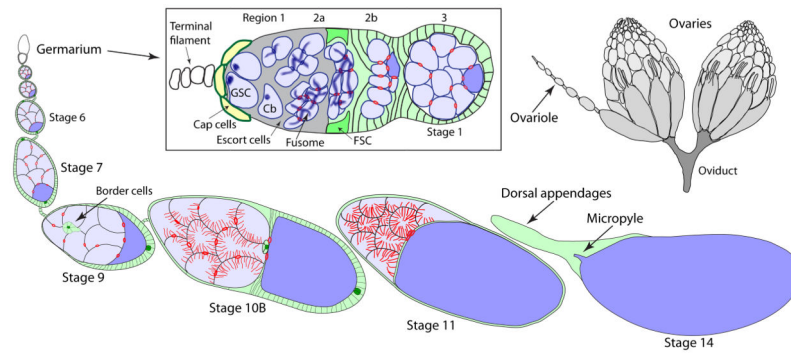 Germarium
Terminal
filament
Region 1
2a
2b
3
GSC
Cb
Cap cells
Escort cells
Fusome
FSC
Stage 1
Ovaries
Ovariole
Oviduct
Stage 6
Stage 7
Border cells
Stage 9
Stage 10B
Stage 11
Dorsal appendages
Micropyle
Stage 14